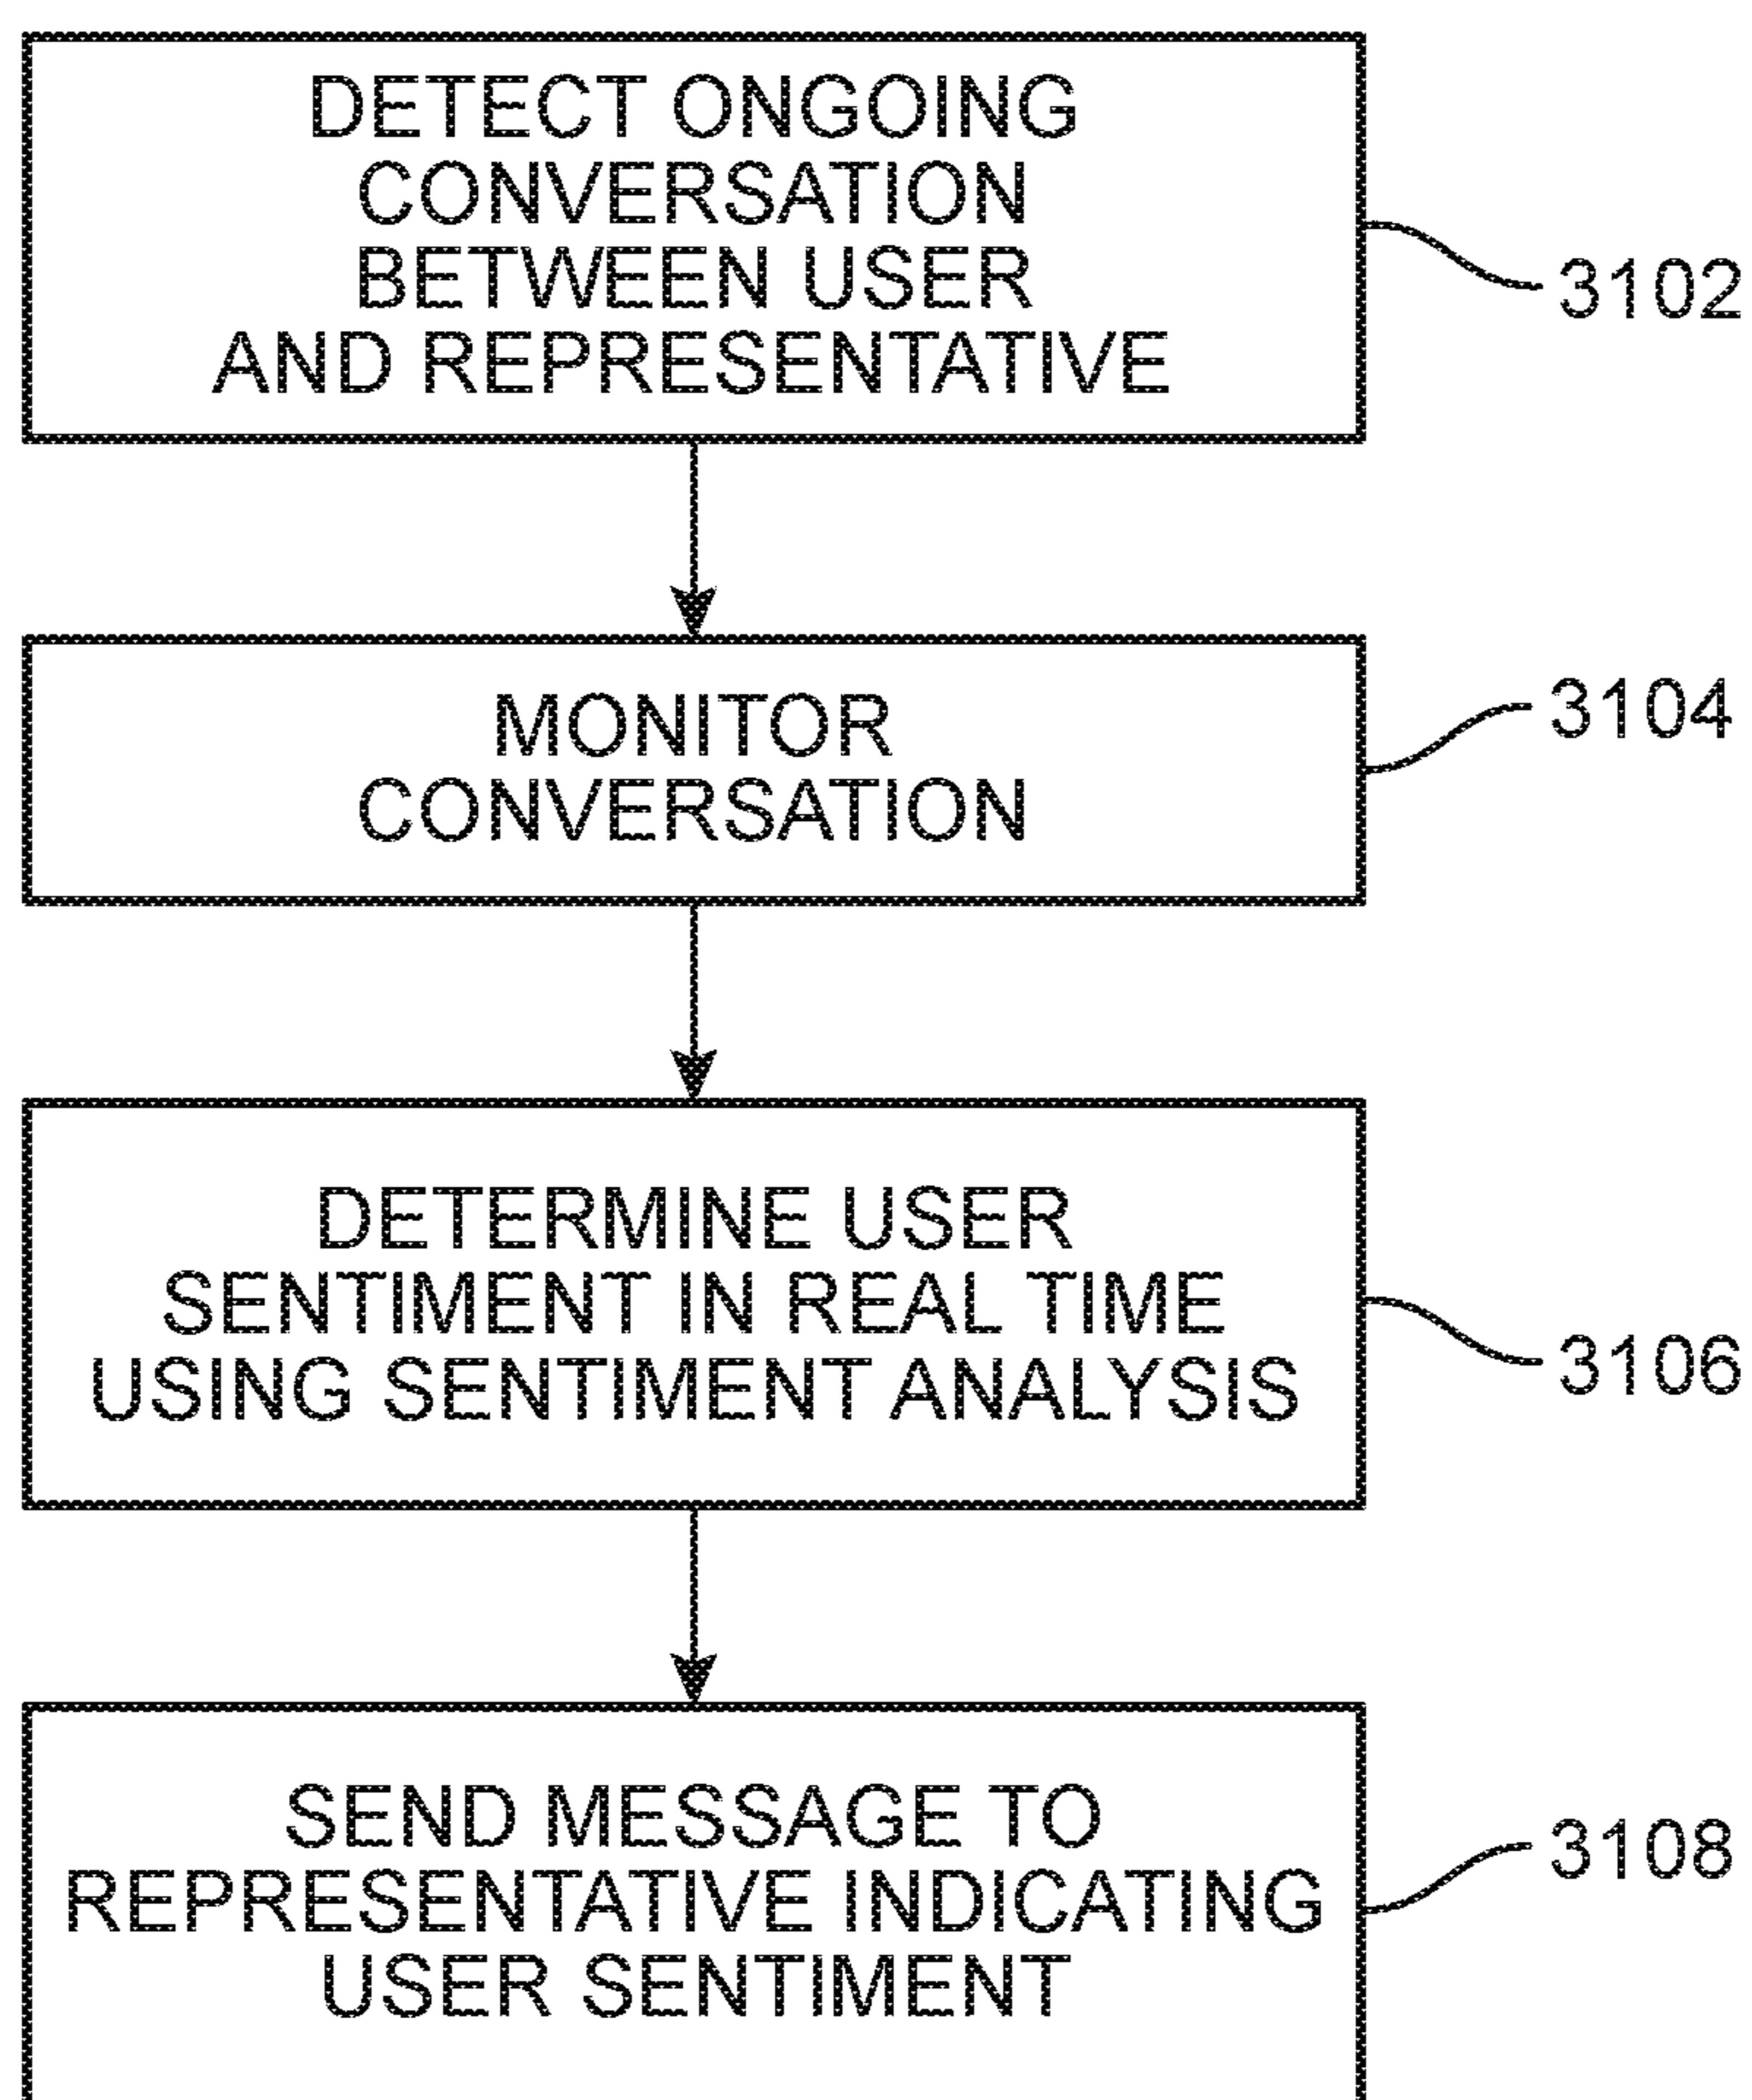 DETECT ONGOING
CONVERSATION
BETWEEN USER
AND REPRESENTATIVE
3102
MONITOR
CONVERSATION
3104
DETERMINE USER
SENTIMENT IN REAL TIME
USING SENTIMENT ANALYSIS
3106
SEND MESSAGE TO
REPRESENTATIVE INDICATING
USER SENTIMENT
3108